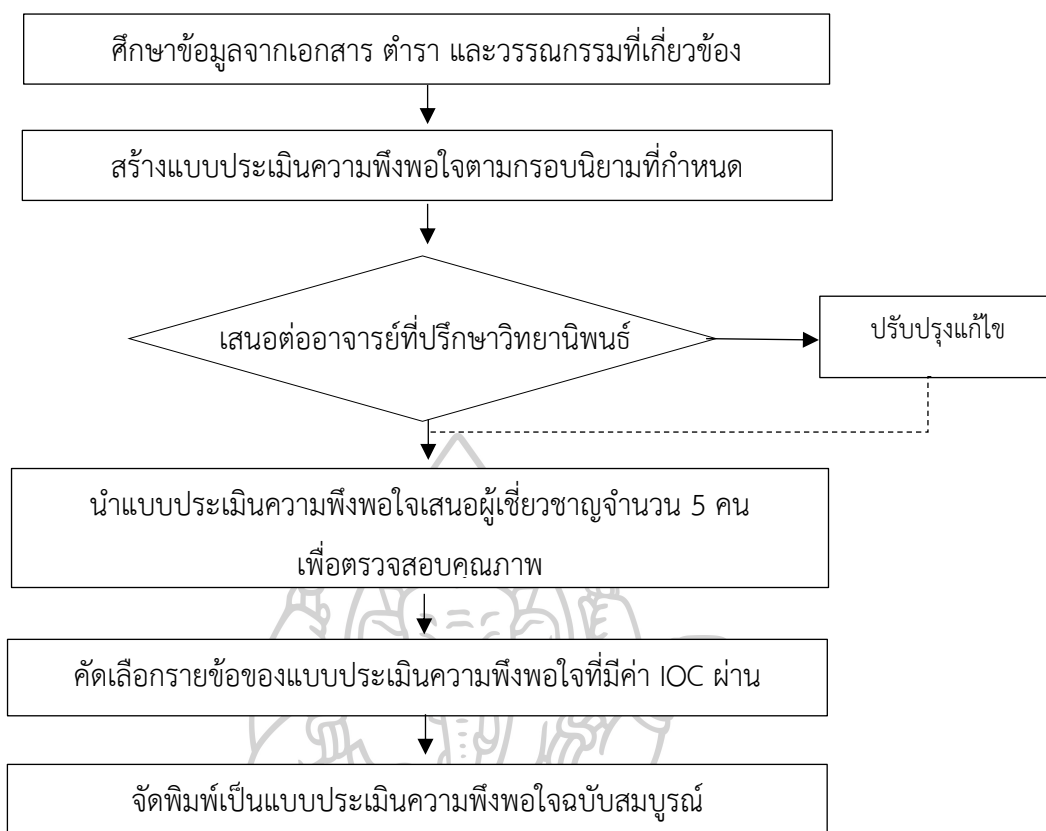 ศึกษาข้อมูลจากเอกสาร ตำรา และวรรณกรรมที่เกี่ยวข้อง
สร้างแบบประเมินความพึงพอใจตามกรอบนิยามที่กำหนด
เสนอต่ออาจารย์ที่ปรึกษาวิทยานิพนธ์
ปรับปรุงแก้ไข
นำแบบประเมินความพึงพอใจเสนอผู้เชี่ยวชาญจำนวน 5 คน
เพื่อตรวจสอบคุณภาพ
คัดเลือกรายข้อของแบบประเมินความพึงพอใจที่มีค่า IOC ผ่าน
จัดพิมพ์เป็นแบบประเมินความพึงพอใจฉบับสมบูรณ์